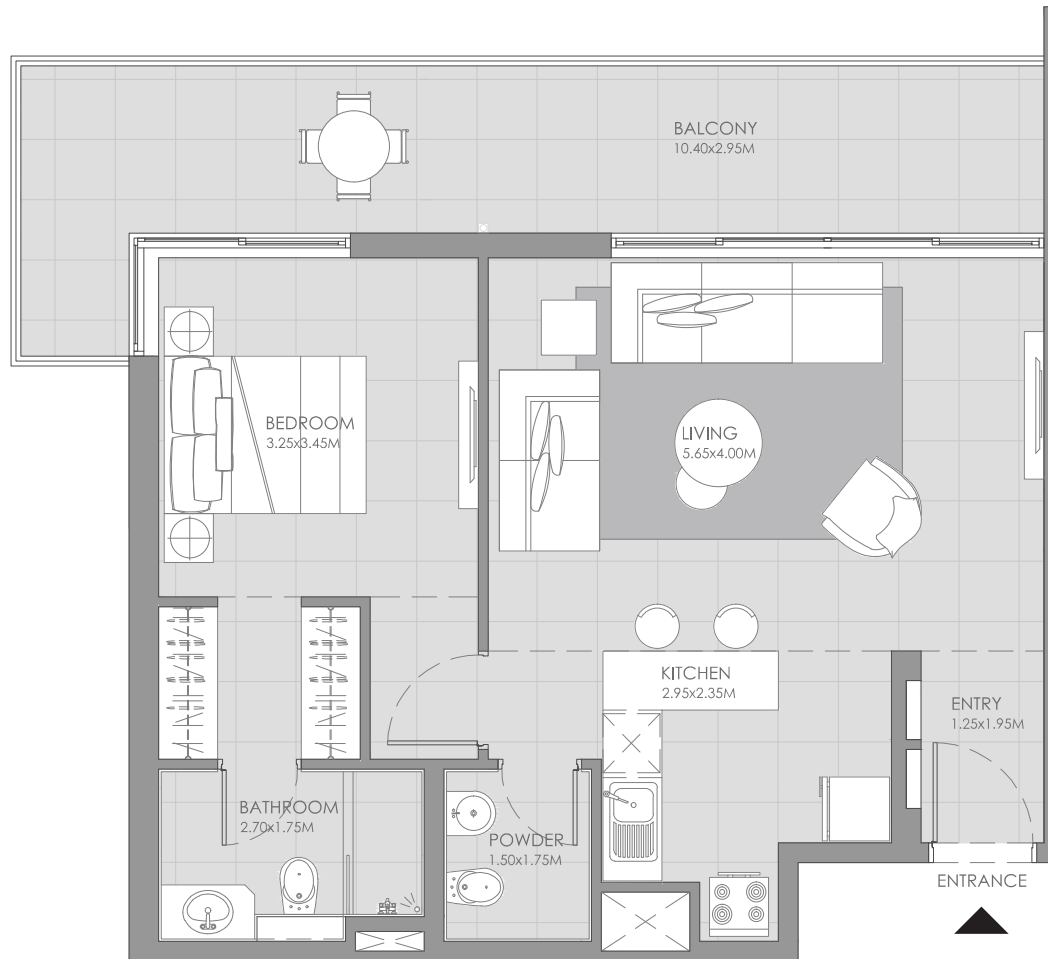 BALCONY
10.40x2.95M
BEDROOM
3.25x3.45M
LIVING
5.65x4.00M
KITCHEN
2.95x2.35M
ENTRY
1.25x1.95M
BATHROOM
2.70x1.75M
POWDER
1.50x1.75M
ENTRANCE